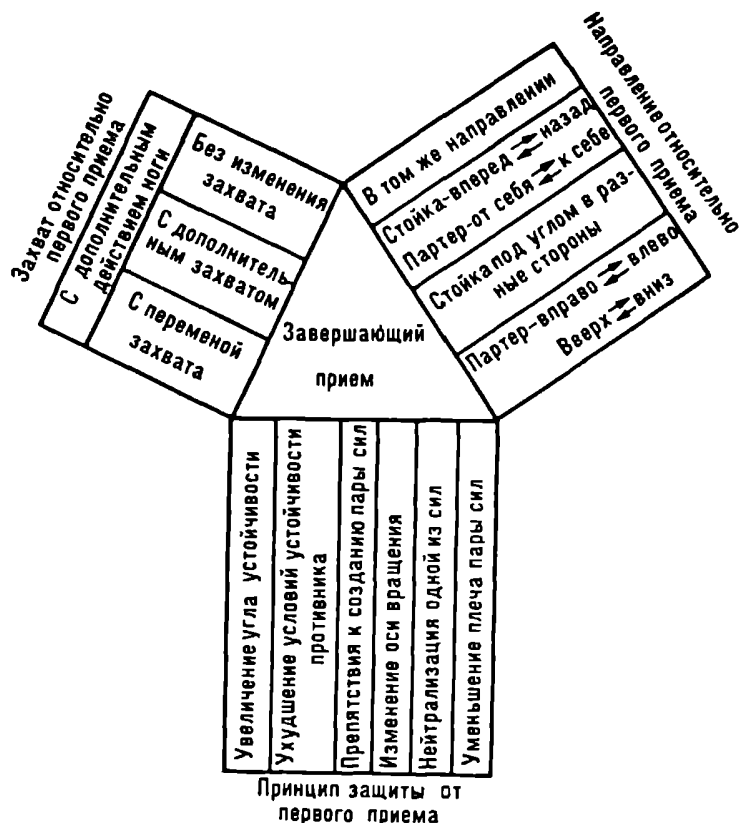 Захват относительно
первого приема
С дополнительным
действием ноги
Без изменения
захвата
С дополнитель-
ным захватом
С переменой
захвата
Направление относительно
первого приема
В том же направлении
Стойка-вперед ⇄ назад
Партер-от себя ⇄ к себе
Стойка под углом в раз-
ные стороны
Партер-вправо ⇄ влево
Вверх ⇄ вниз
Завершающий
прием
Увеличение угла устойчивости
Ухудшение условий устойчивости
противника
Препятствия к созданию пары сил
Изменение оси вращения
Нейтрализация одной из сил
Уменьшение плеча пары сил
Принцип защиты от
первого приема